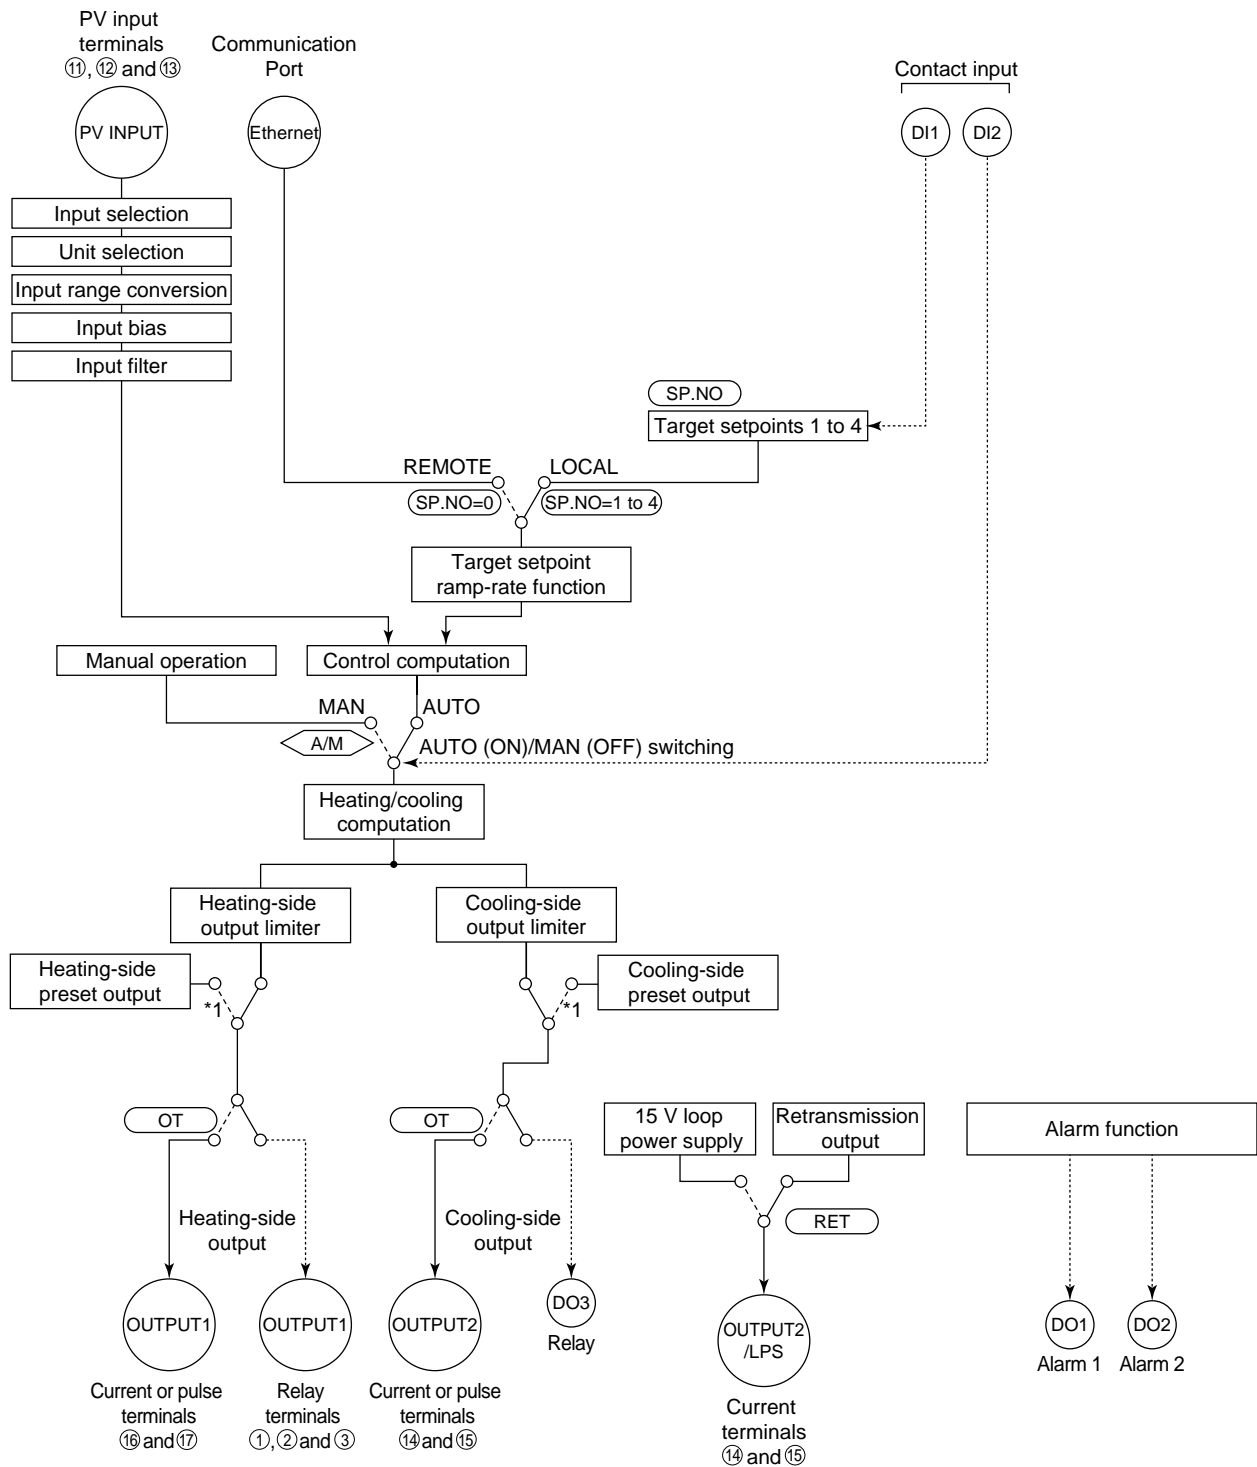 PV input
terminals
⑪, ⑫ and ⑬
Communication
Port
Contact input
PV INPUT
Ethernet
DI1
DI2
Input selection
Unit selection
Input range conversion
Input bias
Input filter
SP.NO
Target setpoints 1 to 4
REMOTE
LOCAL
SP.NO=0
SP.NO=1 to 4
Target setpoint
ramp-rate function
Manual operation
Control computation
MAN
AUTO
A/M
AUTO (ON)/MAN (OFF) switching
Heating/cooling
computation
Heating-side
output limiter
Cooling-side
output limiter
Heating-side
preset output
*1
*1
Cooling-side
preset output
OT
OT
15 V loop
power supply
Retransmission
output
Alarm function
Heating-side
output
Cooling-side
output
RET
OUTPUT1
OUTPUT1
OUTPUT2
DO3
Relay
OUTPUT2
/LPS
DO1
DO2
Alarm 1
Alarm 2
Current or pulse
terminals
⑯ and ⑰
Relay
terminals
①, ② and ③
Current or pulse
terminals
⑭ and ⑮
Current
terminals
⑭ and ⑮